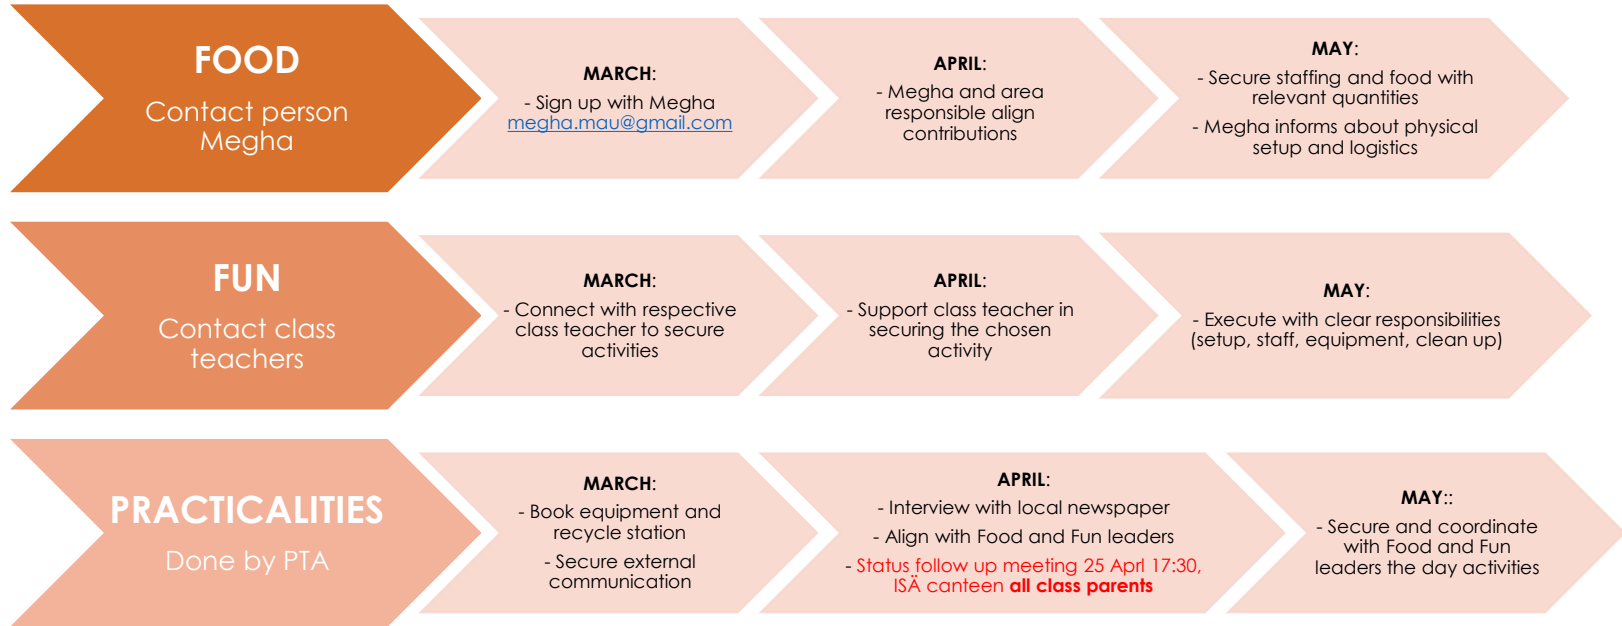 FOOD
Contact person
Megha
MARCH:
- Sign up with Megha
megha.mau@gmail.com
APRIL:
- Megha and area
responsible align
contributions
MAY:
- Secure staffing and food with
relevant quantities
- Megha informs about physical
setup and logistics
FUN
Contact class
teachers
MARCH:
- Connect with respective
class teacher to secure
activities
APRIL:
- Support class teacher in
securing the chosen
activity
MAY:
- Execute with clear responsibilities
(setup, staff, equipment, clean up)
PRACTICALITIES
Done by PTA
MARCH:
- Book equipment and
recycle station
- Secure external
communication
APRIL:
- Interview with local newspaper
- Align with Food and Fun leaders
- Status follow up meeting 25 Aprl 17:30,
ISÄ canteen all class parents
MAY::
- Secure and coordinate
with Food and Fun
leaders the day activities